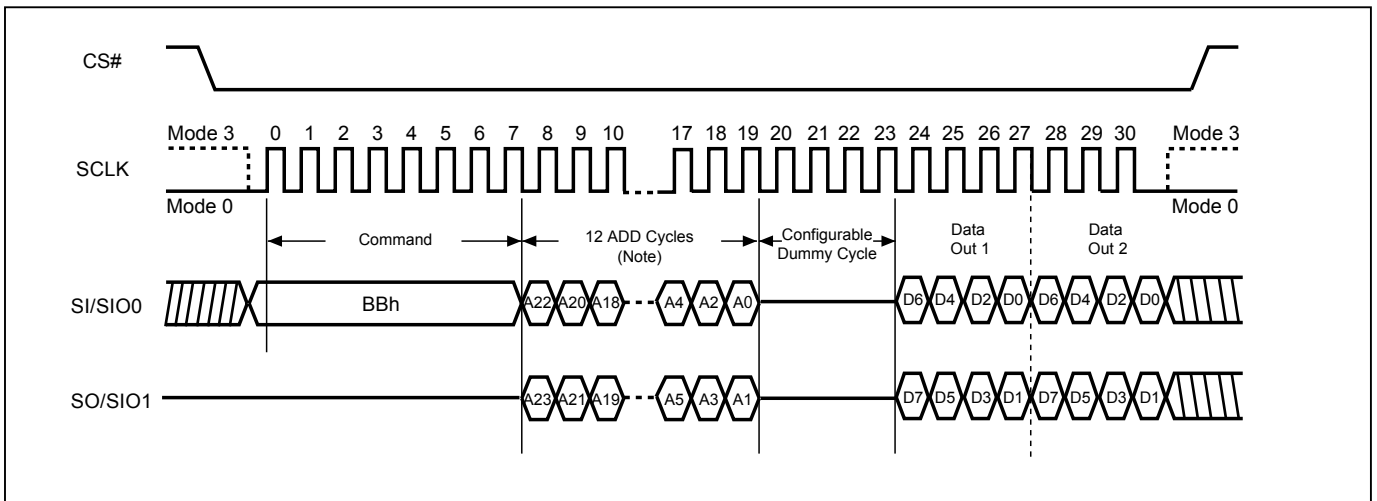 CS#
Mode 3 0 1 2 3 4 5 6 7 8 9 10 17 18 19 20 21 22 23 24 25 26 27 28 29 30 Mode 3
SCLK
Mode 0 Mode 0
Command 12 ADD Cycles Configurable Data Data
(Note) Dummy Cycle Out 1 Out 2
SI/SIO0 BBh A22 A20 A18 A4 A2 A0 D6 D4 D2 D0 D6 D4 D2 D0
SO/SIO1 A23 A21 A19 A5 A3 A1 D7 D5 D3 D1 D7 D5 D3 D1